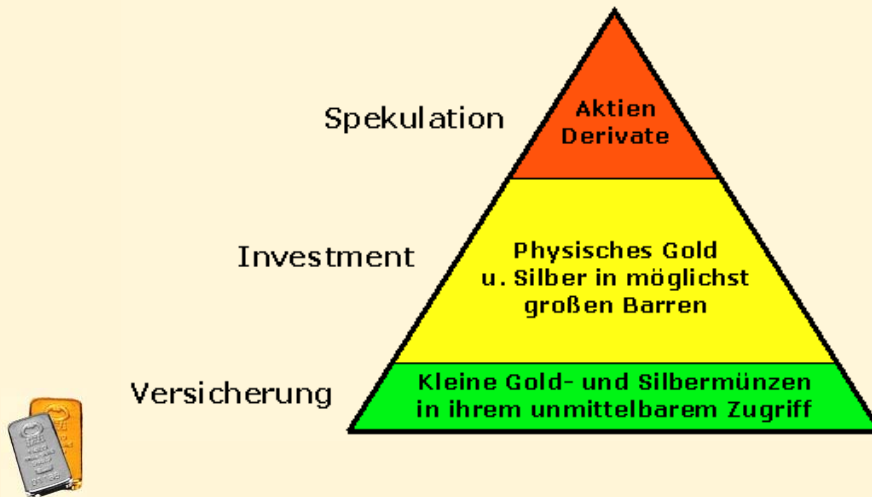 Spekulation
Aktien
Derivate
Investment
Physisches Gold
u. Silber in möglichst
großen Barren
Versicherung
Kleine Gold- und Silbermünzen
in ihrem unmittelbarem Zugriff